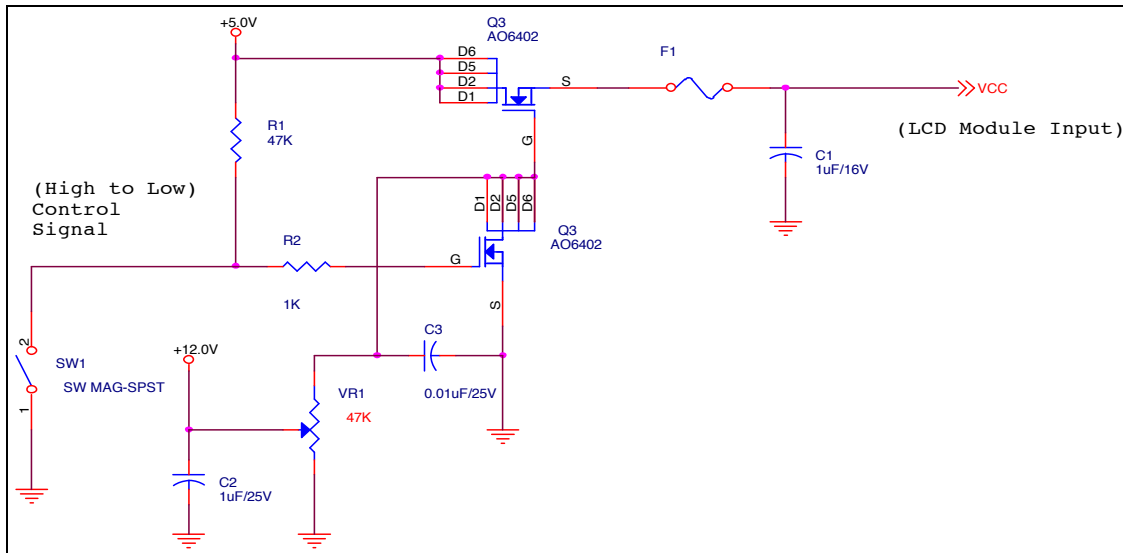 +5.0V
Q3
AO6402
D6
D5
D2
D1
S
G
F1
VCC
(LCD Module Input)
R1
47K
C1
1uF/16V
(High to Low)
Control
Signal
D1
D2
D5
D6
Q3
AO6402
R2
1K
G
S
2
SW1
SW MAG-SPST
1
+12.0V
C3
0.01uF/25V
VR1
47K
C2
1uF/25V